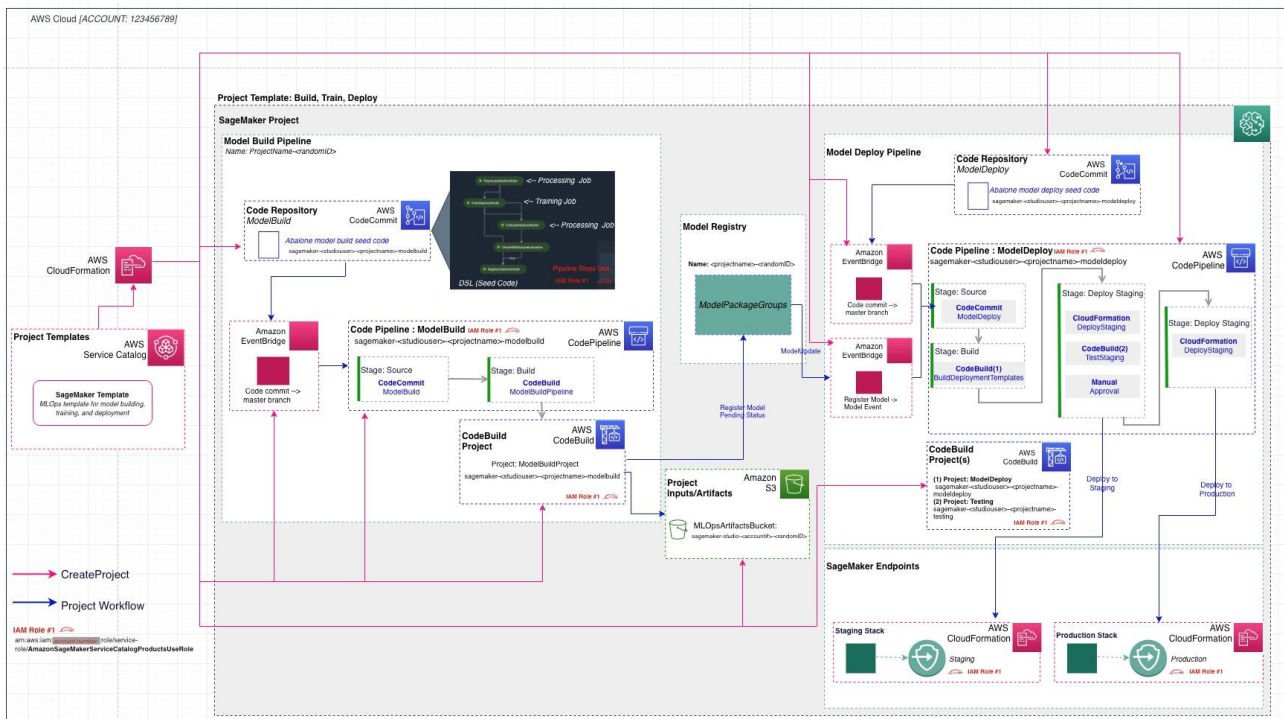 AWS Cloud [ACCOUNT: 123456789]
Project Template: Build, Train, Deploy
SageMaker Project
Model Build Pipeline
Name: ProjectName-<randomID>
Code Repository
ModelBuild
AWS
CodeCommit
Abalone model build seed code
sagemaker-<studiouser>-<projectname>-modelbuild
<-- Processing Job
<-- Training Job
<-- Processing Job
Pipeline Steps Use...
IAM Role #1
DSL (Seed Code)
AWS
CloudFormation
Project Templates
AWS
Service Catalog
SageMaker Template
MLOps template for model building,
training, and deployment
Amazon
EventBridge
Code commit -->
master branch
Code Pipeline : ModelBuild IAM Role #1
sagemaker-<studiouser>-<projectname>-modelbuild
AWS
CodePipeline
Stage: Source
CodeCommit
ModelBuild
Stage: Build
CodeBuild
ModelBuildPipeline
CodeBuild
Project
AWS
CodeBuild
Project: ModelBuildProject
sagemaker-<studiouser>-<projectname>-modelbuild
IAM Role #1
Model Registry
Name: <projectname>-<randomID>
ModelPackageGroups
ModelUpdate
Register Model
Pending Status
Project
Inputs/Artifacts
Amazon
S3
MLOpsArtifactsBucket:
sagemaker-studio-<account#>-<randomID>
Model Deploy Pipeline
Code Repository
ModelDeploy
AWS
CodeCommit
Abalone model deploy seed code
sagemaker-<studiouser>-<projectname>-modeldeploy
Amazon
EventBridge
Code commit -->
master branch
Amazon
EventBridge
Register Model ->
Model Event
Code Pipeline : ModelDeploy IAM Role #1
sagemaker-<studiouser>-<projectname>-modeldeploy
AWS
CodePipeline
Stage: Source
CodeCommit
ModelDeploy
Stage: Build
CodeBuild(1)
BuildDeploymentTemplates
Stage: Deploy Staging
CloudFormation
DeployStaging
CodeBuild(2)
TestStaging
Manual
Approval
Stage: Deploy Staging
CloudFormation
DeployStaging
CodeBuild
Project(s)
AWS
CodeBuild
(1) Project: ModelDeploy
sagemaker-<studiouser>-<projectname>-
modeldeploy
(2) Project: Testing
sagemaker-<studiouser>-<projectname>-
testing
IAM Role #1
Deploy to
Staging
Deploy to
Production
SageMaker Endpoints
Staging Stack
AWS
CloudFormation
Staging
IAM Role #1
Production Stack
AWS
CloudFormation
Production
IAM Role #1
CreateProject
Project Workflow
IAM Role #1
arn:aws:iam:account-number:role/service-
role/AmazonSageMakerServiceCatalogProductsUseRole